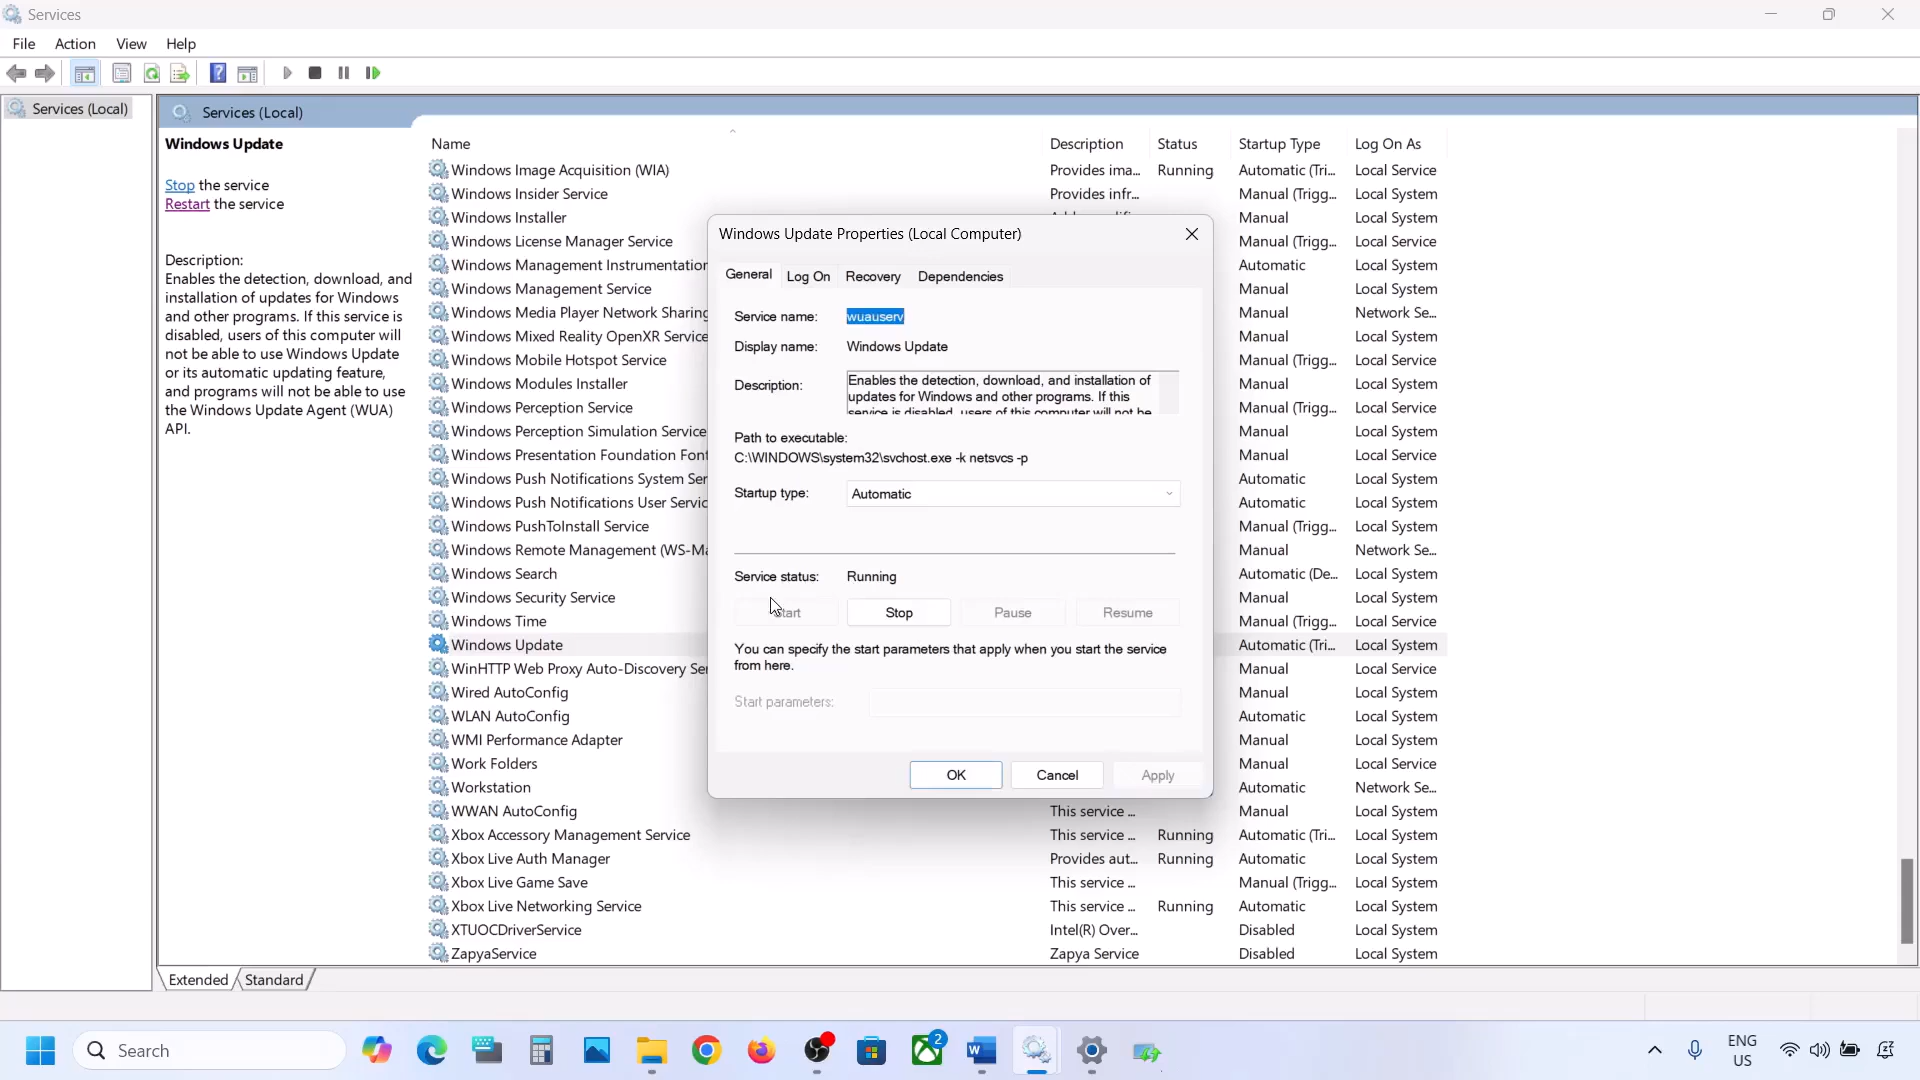 Services
File Action View Help
Services (Local)
Services (Local)
Windows Update
Stop the service
Restart the service
Description:
Enables the detection, download, and
installation of updates for Windows
and other programs. If this service is
disabled, users of this computer will
not be able to use Windows Update
or its automatic updating feature,
and programs will not be able to use
the Windows Update Agent (WUA)
API.
Name Description Status Startup Type Log On As
Windows Image Acquisition (WIA) Provides ima... Running Automatic (Tri... Local Service
Windows Insider Service Provides infr... Manual (Trigg... Local System
Windows Installer Manual Local System
Windows License Manager Service Manual (Trigg... Local Service
Windows Management Instrumentation Automatic Local System
Windows Management Service Manual Local System
Windows Media Player Network Sharing Manual Network Se...
Windows Mixed Reality OpenXR Service Manual Local System
Windows Mobile Hotspot Service Manual (Trigg... Local Service
Windows Modules Installer Manual Local System
Windows Perception Service Manual (Trigg... Local Service
Windows Perception Simulation Service Manual Local System
Windows Presentation Foundation Font Manual Local Service
Windows Push Notifications System Ser Automatic Local System
Windows Push Notifications User Servic Automatic Local System
Windows PushToInstall Service Manual (Trigg... Local System
Windows Remote Management (WS-Ma Manual Network Se...
Windows Search Automatic (De... Local System
Windows Security Service Manual Local System
Windows Time Manual (Trigg... Local Service
Windows Update Automatic (Tri... Local System
WinHTTP Web Proxy Auto-Discovery Ser Manual Local Service
Wired AutoConfig Manual Local System
WLAN AutoConfig Automatic Local System
WMI Performance Adapter Manual Local System
Work Folders Manual Local Service
Workstation Automatic Network Se...
WWAN AutoConfig This service ... Manual Local System
Xbox Accessory Management Service This service ... Running Automatic (Tri... Local System
Xbox Live Auth Manager Provides aut... Running Automatic Local System
Xbox Live Game Save This service ... Manual (Trigg... Local System
Xbox Live Networking Service This service ... Running Automatic Local System
XTUOCDriverService Intel(R) Over... Disabled Local System
ZapyaService Zapya Service Disabled Local System
Extended Standard
Windows Update Properties (Local Computer)
General Log On Recovery Dependencies
Service name: wuauserv
Display name: Windows Update
Description: Enables the detection, download, and installation of
updates for Windows and other programs. If this
service is disabled, users of this computer will not be
Path to executable:
C:\WINDOWS\system32\svchost.exe -k netsvcs -p
Startup type: Automatic
Service status: Running
Start Stop Pause Resume
You can specify the start parameters that apply when you start the service
from here.
Start parameters:
OK Cancel Apply
Search
2
ENG
US